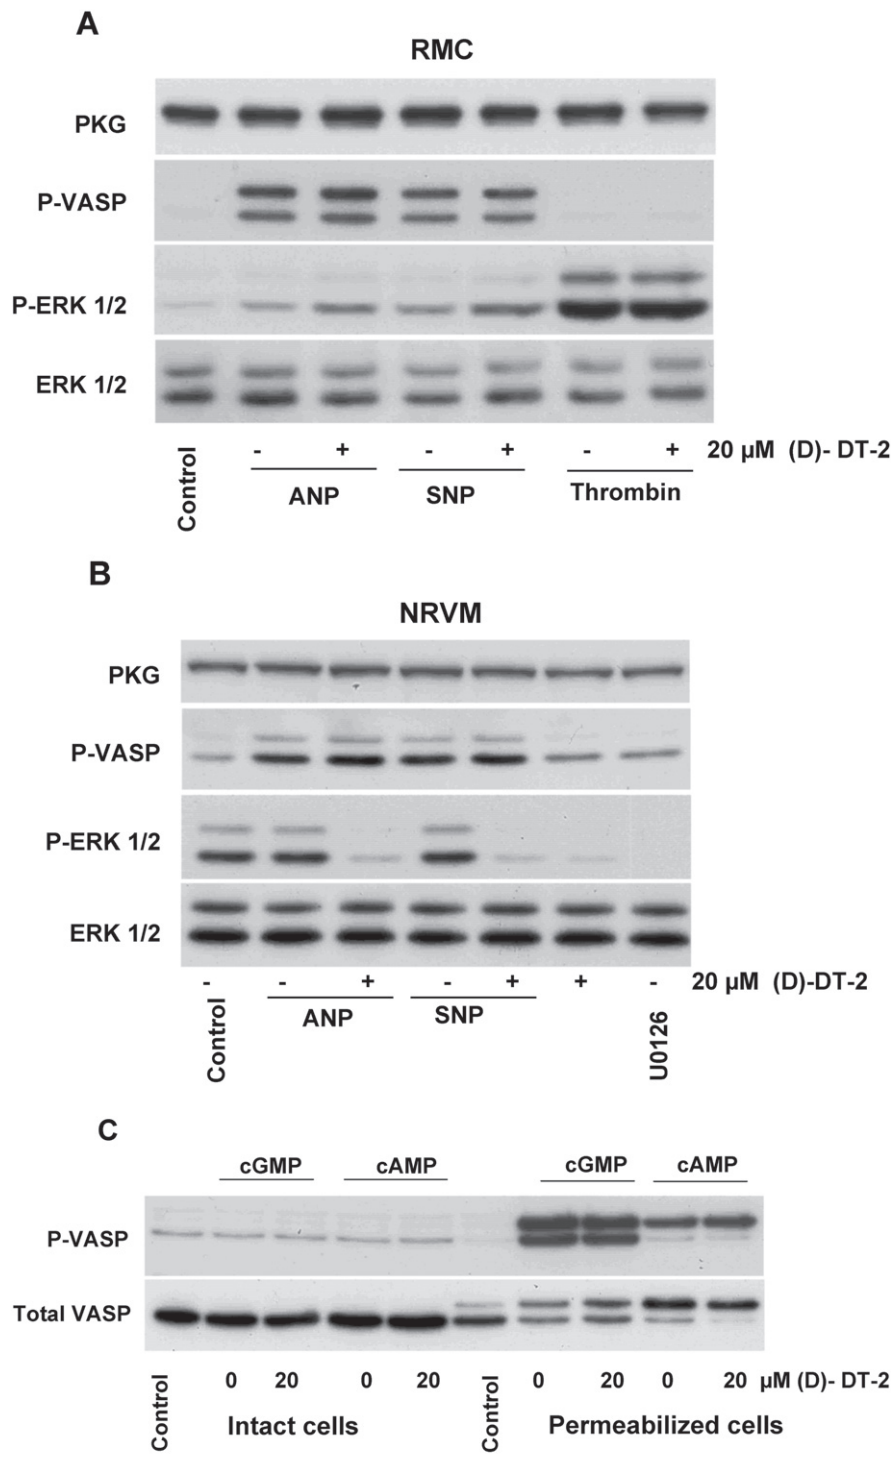 A
RMC
PKG
P-VASP
P-ERK 1/2
ERK 1/2
Control
- + - + - + 20 µM (D)- DT-2
ANP SNP Thrombin
B
NRVM
PKG
P-VASP
P-ERK 1/2
ERK 1/2
- - + - + + - 20 µM (D)-DT-2
Control ANP SNP U0126
C
cGMP cAMP cGMP cAMP
P-VASP
Total VASP
Control 0 20 0 20 Control 0 20 0 20 µM (D)- DT-2
Intact cells Permeabilized cells